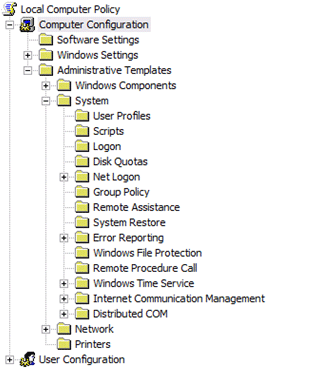 Local Computer Policy
Computer Configuration
Software Settings
Windows Settings
Administrative Templates
Windows Components
System
User Profiles
Scripts
Logon
Disk Quotas
Net Logon
Group Policy
Remote Assistance
System Restore
Error Reporting
Windows File Protection
Remote Procedure Call
Windows Time Service
Internet Communication Management
Distributed COM
Network
Printers
User Configuration